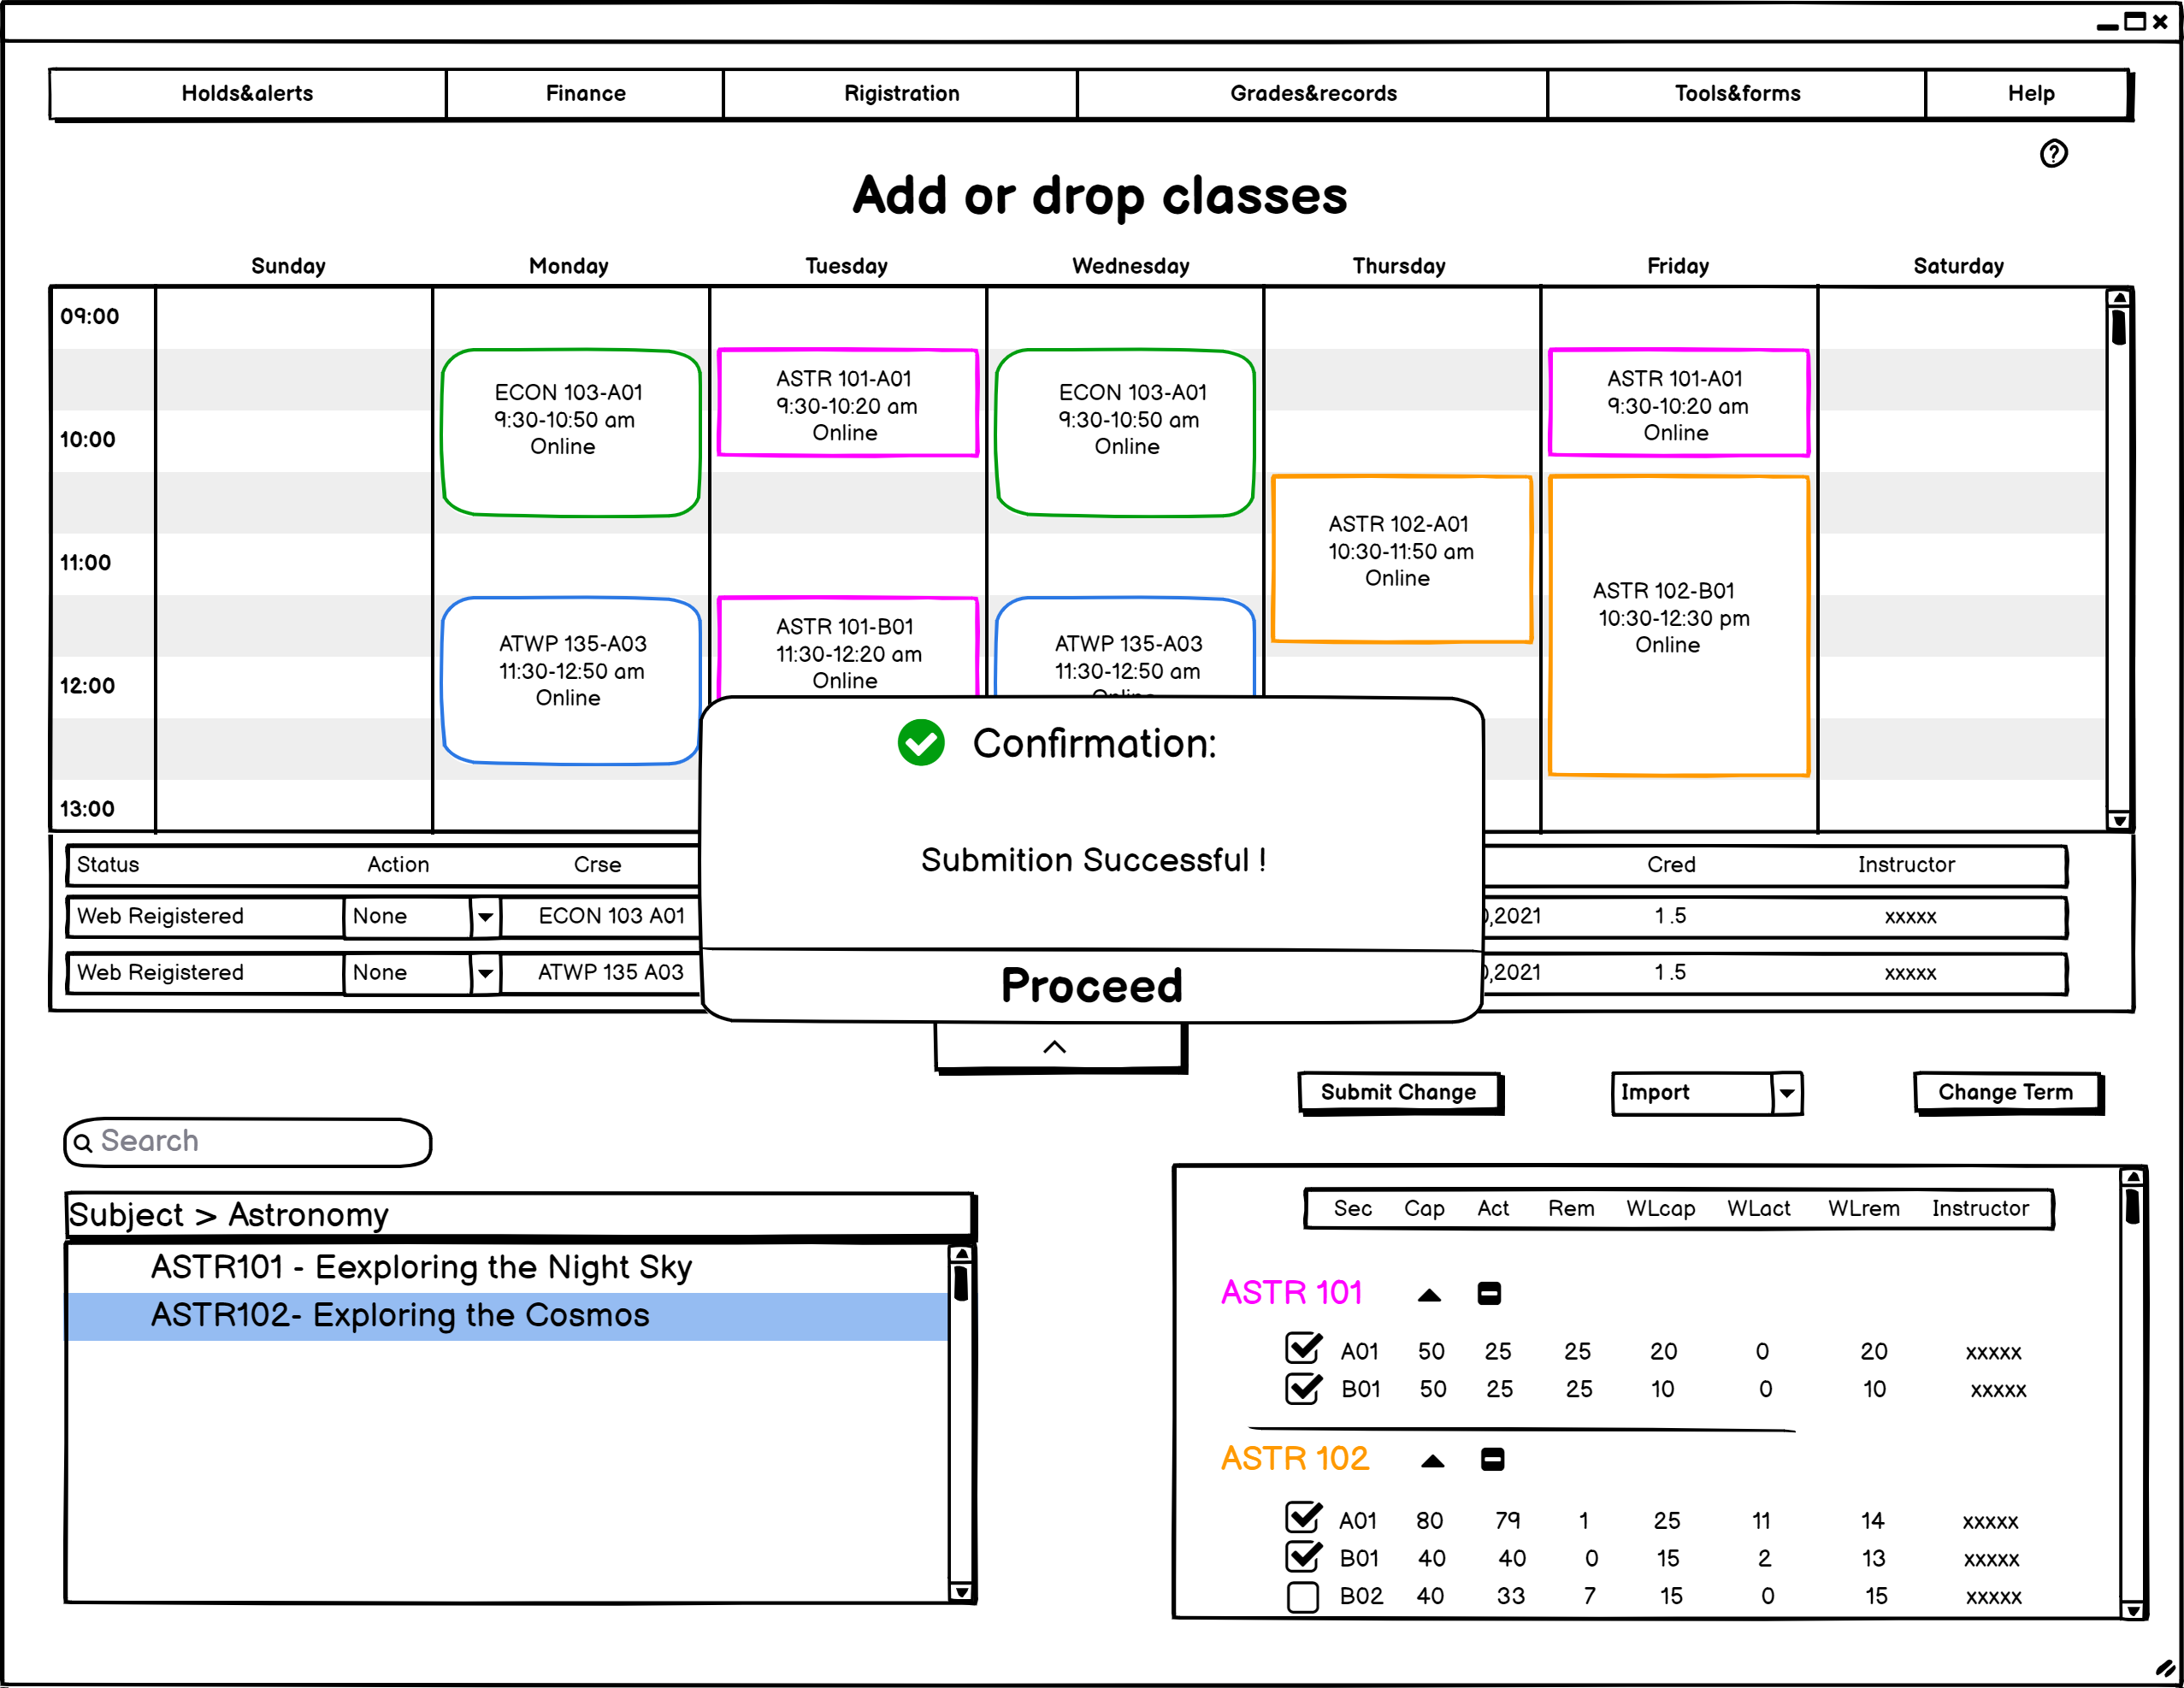 Holds&alerts Finance Rigistration Grades&records Tools&forms Help
Add or drop classes
Sunday Monday Tuesday Wednesday Thursday Friday Saturday
09:00
10:00
11:00
12:00
13:00
ECON 103-A01
9:30-10:50 am
Online
ATWP 135-A03
11:30-12:50 am
Online
ASTR 101-A01
9:30-10:20 am
Online
ASTR 101-B01
11:30-12:20 am
Online
ECON 103-A01
9:30-10:50 am
Online
ATWP 135-A03
11:30-12:50 am
Online
ASTR 102-A01
10:30-11:50 am
Online
ASTR 101-A01
9:30-10:20 am
Online
ASTR 102-B01
10:30-12:30 pm
Online
Confirmation:
Submition Successful !
Proceed
Status Action Crse Cred Instructor
Web Reigistered None ECON 103 A01 ,2021 1.5 xxxxx
Web Reigistered None ATWP 135 A03 ,2021 1.5 xxxxx
Submit Change Import Change Term
Search
Subject > Astronomy
ASTR101 - Eexploring the Night Sky
ASTR102- Exploring the Cosmos
Sec Cap Act Rem WLcap WLact WLrem Instructor
ASTR 101
A01 50 25 25 20 0 20 xxxxx
B01 50 25 25 10 0 10 xxxxx
ASTR 102
A01 80 79 1 25 11 14 xxxxx
B01 40 40 0 15 2 13 xxxxx
B02 40 33 7 15 0 15 xxxxx